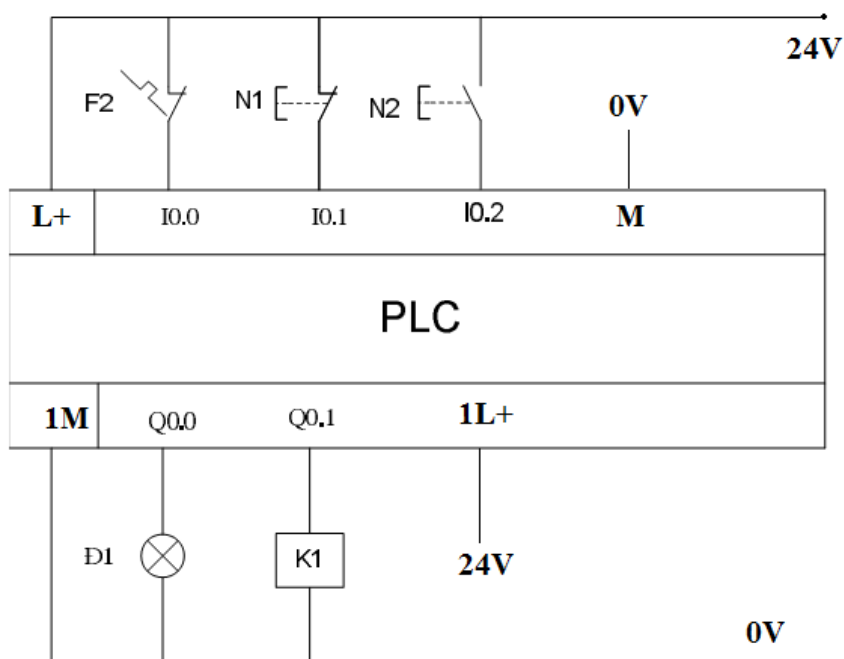 24V
F2
N1
N2
0V
L+
I0.0
I0.1
I0.2
M
PLC
1M
Q0.0
Q0.1
1L+
Đ1
K1
24V
0V